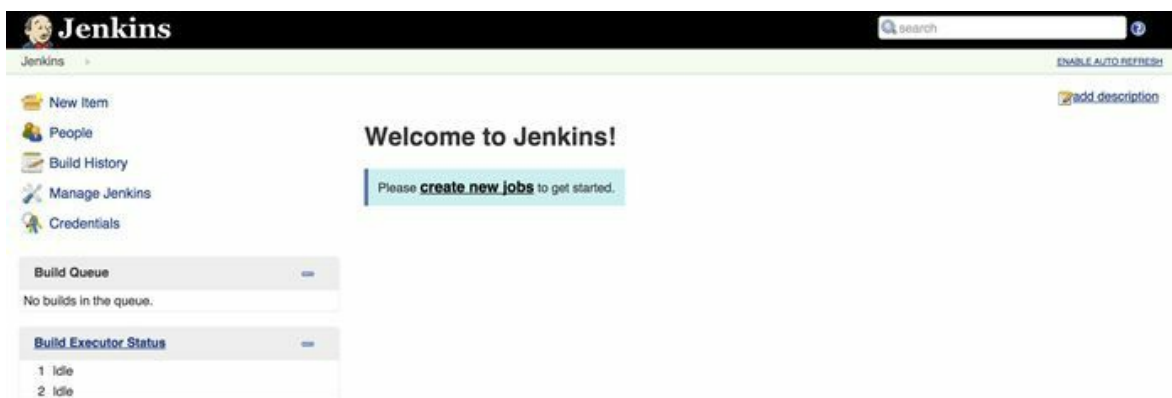 Jenkins
search
Jenkins
ENABLE AUTO REFRESH
add description
New Item
People
Build History
Manage Jenkins
Credentials
Welcome to Jenkins!
Please create new jobs to get started.
Build Queue
No builds in the queue.
Build Executor Status
1 Idle
2 Idle